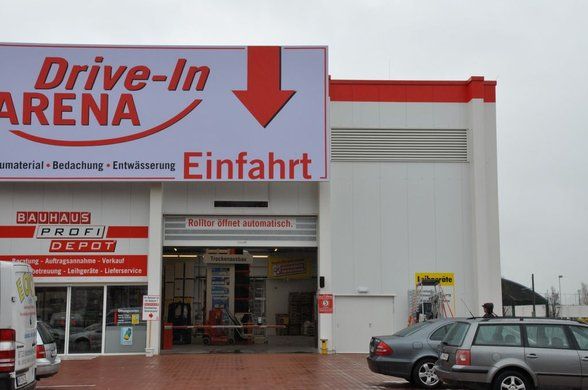 Drive-In
ARENA
umaterial • Bedachung • Entwässerung
Einfahrt
BAUHAUS
PROFI
DEPOT
Rolltor öffnet automatisch.
Beratung - Auftragsannahme - Verkauf
betreuung - Leihgeräte - Lieferservice
Trockenausbau
Leihgeräte
5